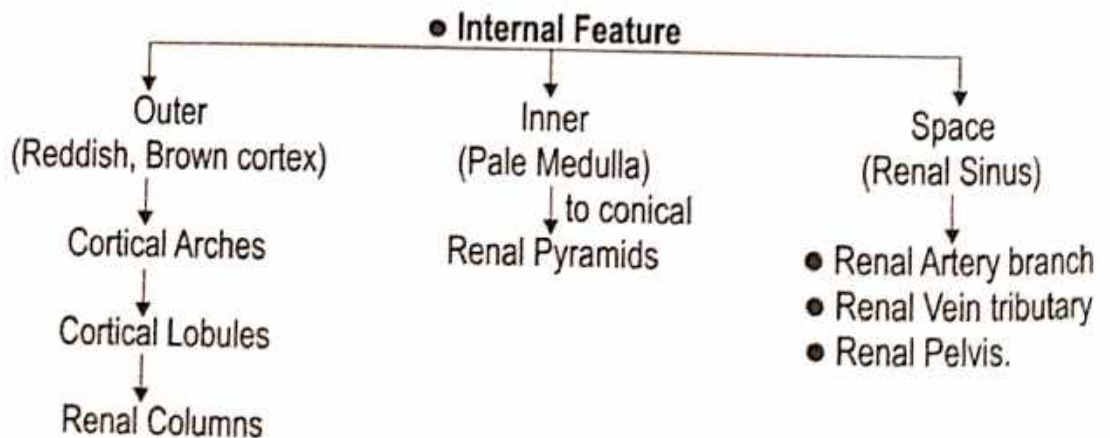 ● Internal Feature
Outer
(Reddish, Brown cortex)
Cortical Arches
Cortical Lobules
Renal Columns
Inner
(Pale Medulla)
to conical
Renal Pyramids
Space
(Renal Sinus)
● Renal Artery branch
● Renal Vein tributary
● Renal Pelvis.